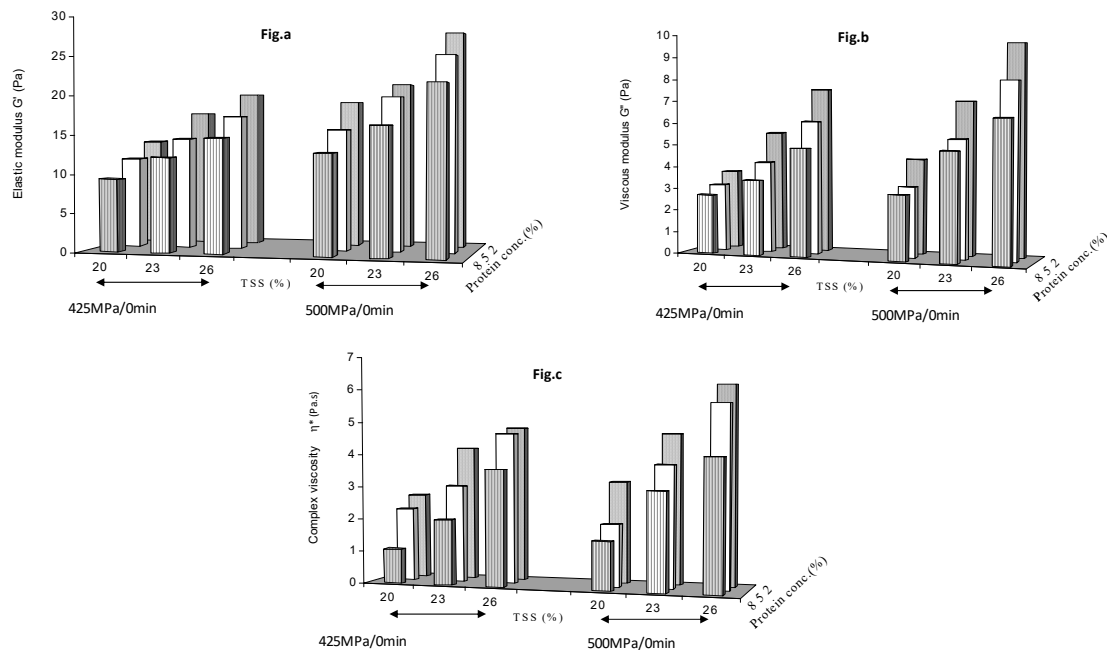 Fig.a
30
25
20
15
10
5
0
Elastic modulus G' (Pa)
20
23
26
TSS (%)
20
23
26
8 5 2
Protein conc.(%)
425MPa/0min
500MPa/0min
Fig.b
10
9
8
7
6
5
4
3
2
1
0
Viscous modulus G" (Pa)
20
23
26
TSS (%)
20
23
26
8 5 2
Protein conc.(%)
425MPa/0min
500MPa/0min
Fig.c
7
6
5
4
3
2
1
0
Complex viscosity η* (Pa.s)
20
23
26
TSS (%)
20
23
26
8 5 2
Protein conc.(%)
425MPa/0min
500MPa/0min